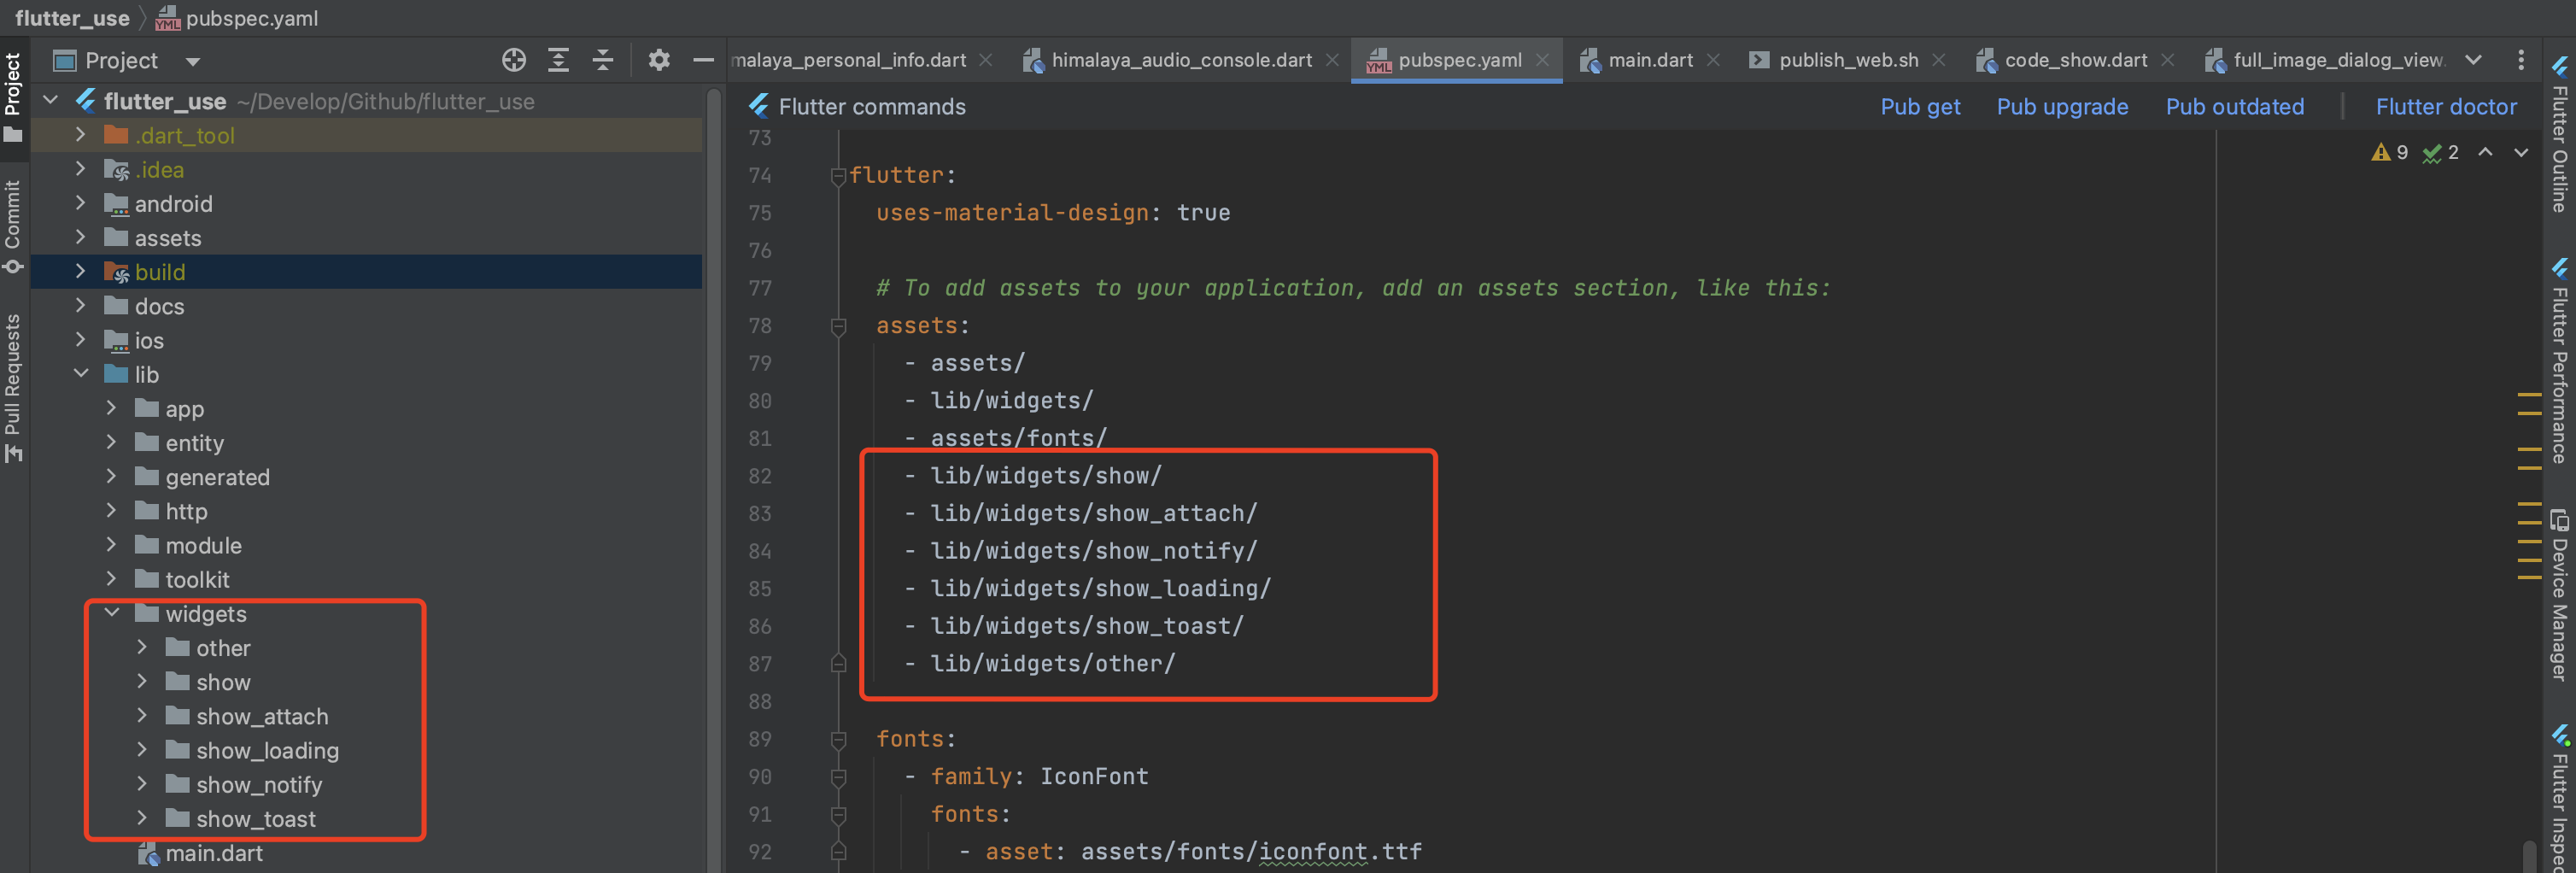 flutter_use pubspec.yaml
Project
Commit
Pull Requests
Project
flutter_use ~/Develop/Github/flutter_use
.dart_tool
.idea
android
assets
build
docs
ios
lib
app
entity
generated
http
module
toolkit
widgets
other
show
show_attach
show_loading
show_notify
show_toast
main.dart
malaya_personal_info.dart himalaya_audio_console.dart pubspec.yaml main.dart publish_web.sh code_show.dart full_image_dialog_view.
Flutter commands Pub get Pub upgrade Pub outdated Flutter doctor
9 2
73
74 flutter:
75 uses-material-design: true
76
77 # To add assets to your application, add an assets section, like this:
78 assets:
79 - assets/
80 - lib/widgets/
81 - assets/fonts/
82 - lib/widgets/show/
83 - lib/widgets/show_attach/
84 - lib/widgets/show_notify/
85 - lib/widgets/show_loading/
86 - lib/widgets/show_toast/
87 - lib/widgets/other/
88
89 fonts:
90 - family: IconFont
91 fonts:
92 - asset: assets/fonts/iconfont.ttf
Flutter Outline
Flutter Performance
Device Manager
Flutter Inspec